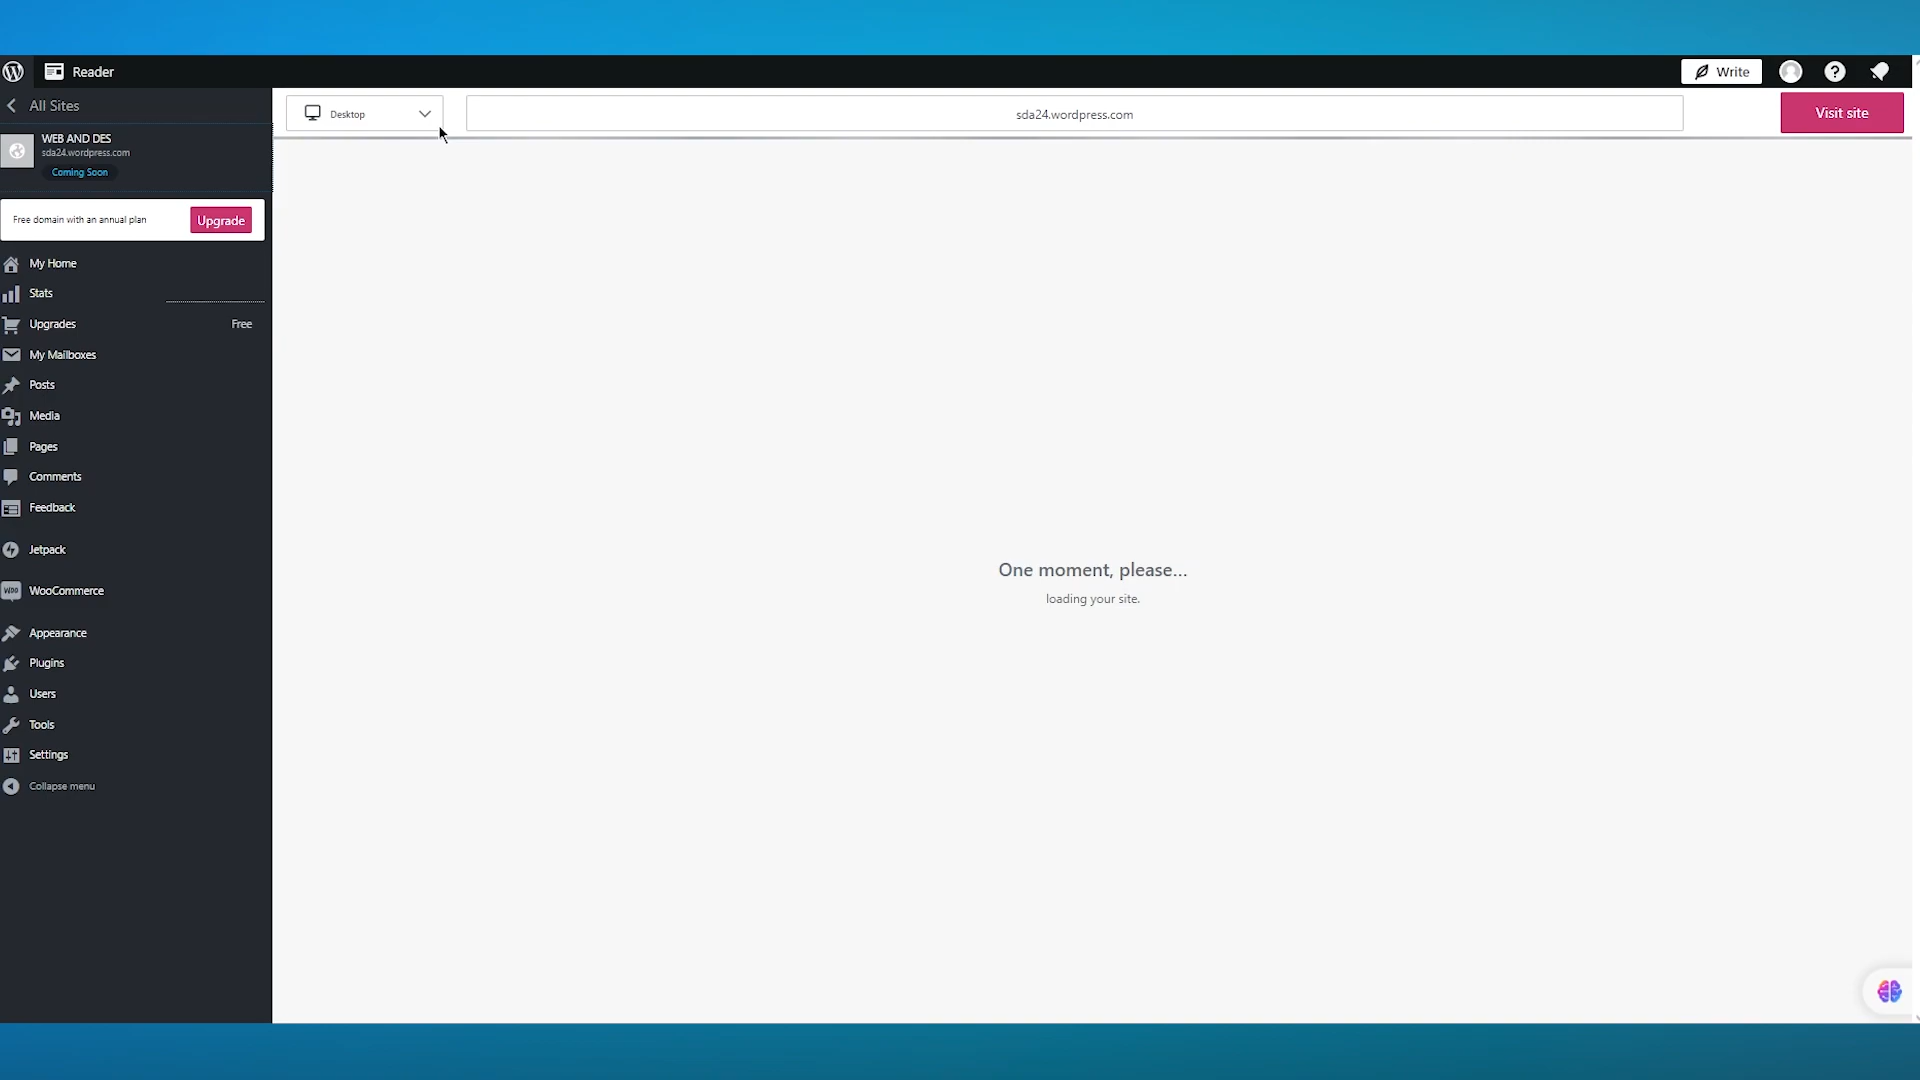 Reader
Write
All Sites
WEB AND DES
sda24.wordpress.com
Coming Soon
Desktop
sda24.wordpress.com
Visit site
Free domain with an annual plan
Upgrade
My Home
Stats
Upgrades
Free
My Mailboxes
Posts
Media
Pages
Comments
Feedback
Jetpack
WOO
WooCommerce
Appearance
Plugins
Users
Tools
Settings
Collapse menu
One moment, please...
loading your site.